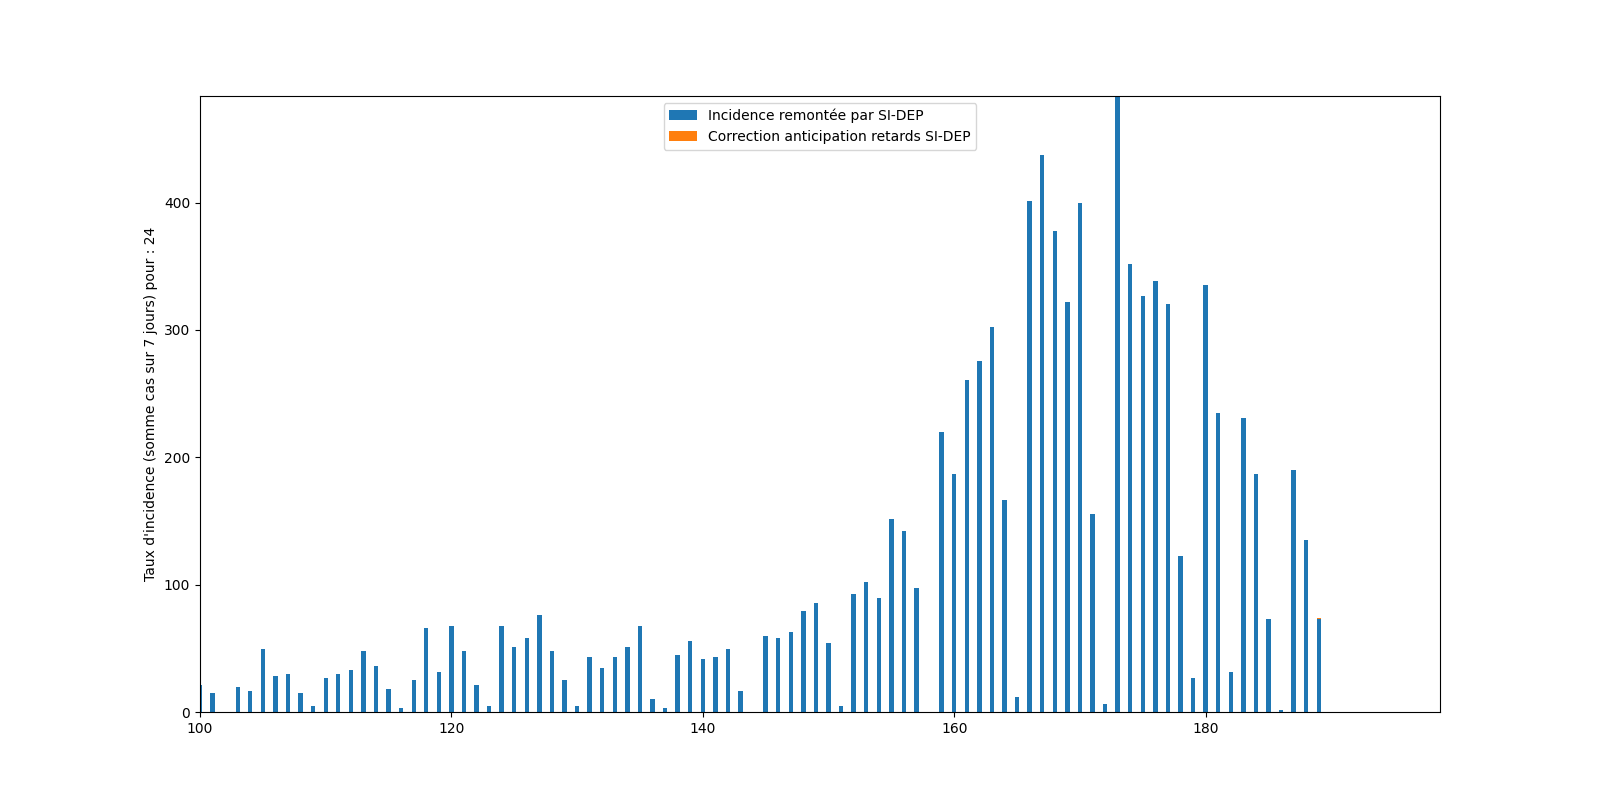 Incidence remontée par SI-DEP
Correction anticipation retards SI-DEP
Taux d'incidence (somme cas sur 7 jours) pour : 24
400
300
200
100
0
100 120 140 160 180